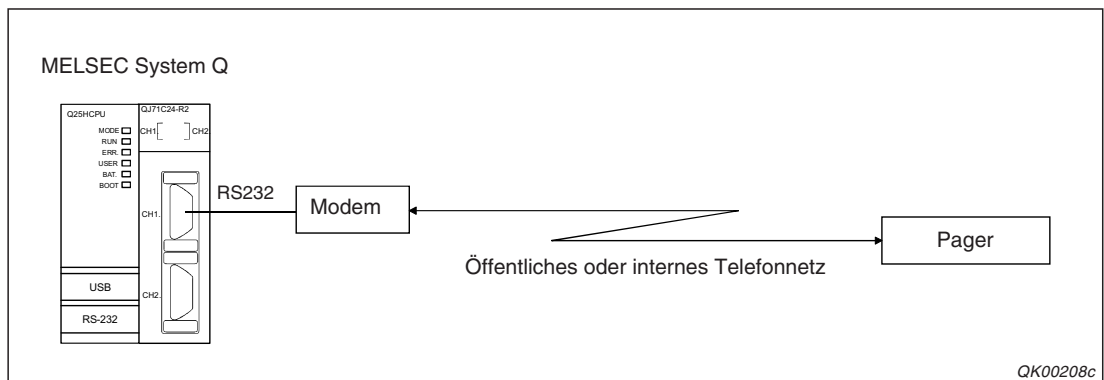 MELSEC System Q
Q25HCPU
MODE
RUN
ERR.
USER
BAT.
BOOT
USB
RS-232
QJ71C24-R2
CH1. CH2.
CH1.
CH2.
RS232
Modem
Öffentliches oder internes Telefonnetz
Pager
QK00208c